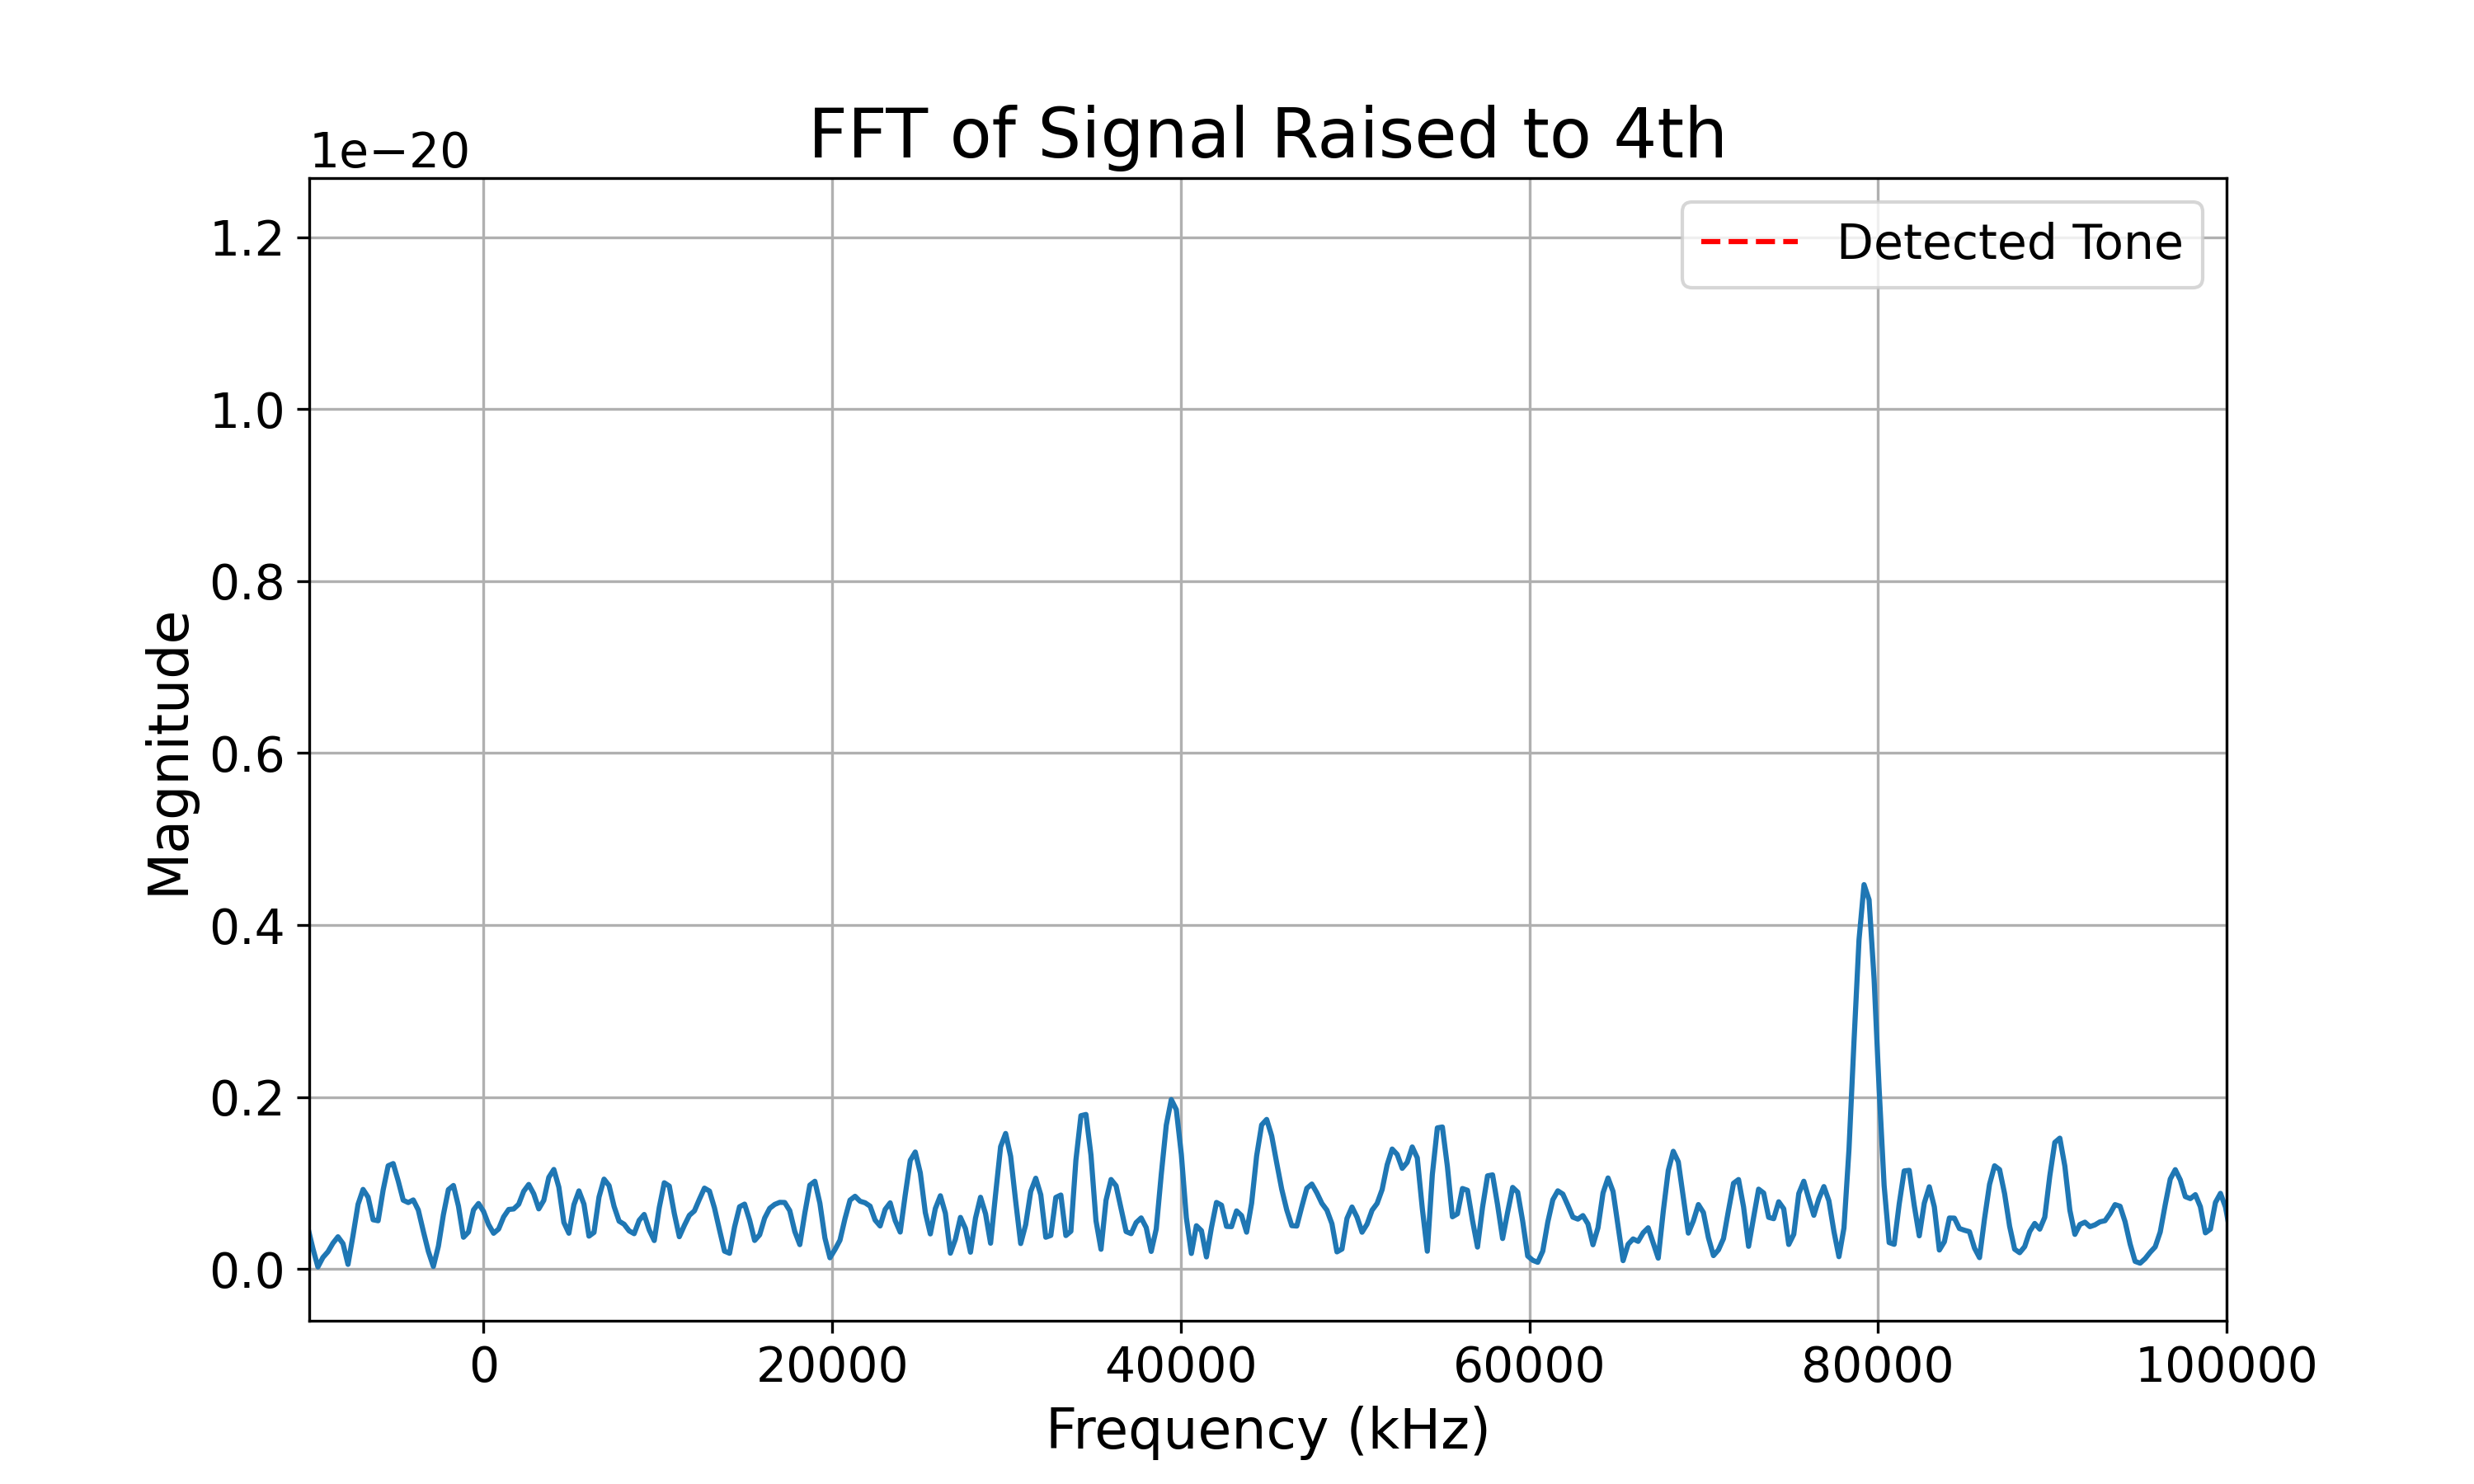 FFT of Signal Raised to 4th
1e−20
Detected Tone
1.2
1.0
0.8
0.6
0.4
0.2
0.0
Magnitude
0 20000 40000 60000 80000 100000
Frequency (kHz)